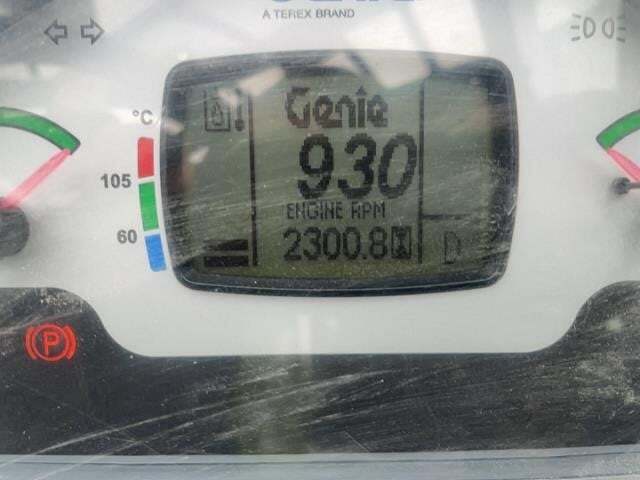 A TEREX BRAND
°C
105
60
Genie
930
ENGINE RPM
2300.8
D
P